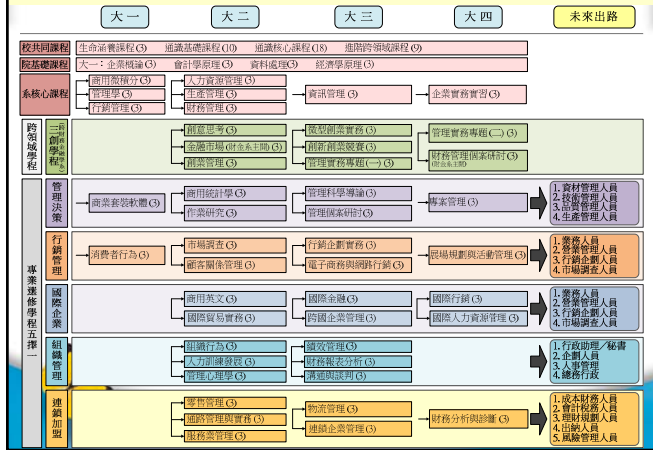 大一 大二 大三 大四 未來出路
校共同課程 生命涵養課程(3) 通識基礎課程(10) 通識核心課程(18) 進階跨領域課程(9)
院基礎課程 大一：企業概論(3) 會計學原理(3) 資料處理(3) 經濟學原理(3)
系核心課程
商用微積分(3) 人力資源管理(3)
管理學(3) 生產管理(3) 資訊管理(3) 企業實務實習(3)
行銷管理(3) 財務管理(3)
跨領域學程
三創學程
創意思考(3) 微型創業實務(3) 管理實務專題(二)(3)
金融市場(財金系主開)(3) 創新創業競賽(3)
創業管理(3) 管理實務專題(一)(3) 財務管理個案研討(3)
(財金系主開)
專業選修學程五擇一
管理決策
商業套裝軟體(3)
商用統計學(3) 管理科學導論(3)
作業研究(3) 管理個案研討(3)
專案管理(3)
1.資材管理人員
2.技術管理人員
3.品質管理人員
4.生產管理人員
行銷管理
消費者行為(3)
市場調查(3) 行銷企劃實務(3)
顧客關係管理(3) 電子商務與網路行銷(3)
展場規劃與活動管理(3)
1.業務人員
2.營業管理人員
3.行銷企劃人員
4.市場調查人員
國際企業
商用英文(3) 國際金融(3) 國際行銷(3)
國際貿易實務(3) 跨國企業管理(3) 國際人力資源管理(3)
1.業務人員
2.營業管理人員
3.行銷企劃人員
4.市場調查人員
組織管理
組織行為(3) 績效管理(3)
人力訓練發展(3) 財務報表分析(3)
管理心理學(3) 溝通與談判(3)
1.行政助理／秘書
2.企劃人員
3.人事管理
4.總務行政
連鎖加盟
零售管理(3) 物流管理(3)
通路管理與實務(3) 財務分析與診斷(3)
服務業管理(3) 連鎖企業管理(3)
1.成本財務人員
2.會計稅務人員
3.理財規劃人員
4.出納人員
5.風險管理人員